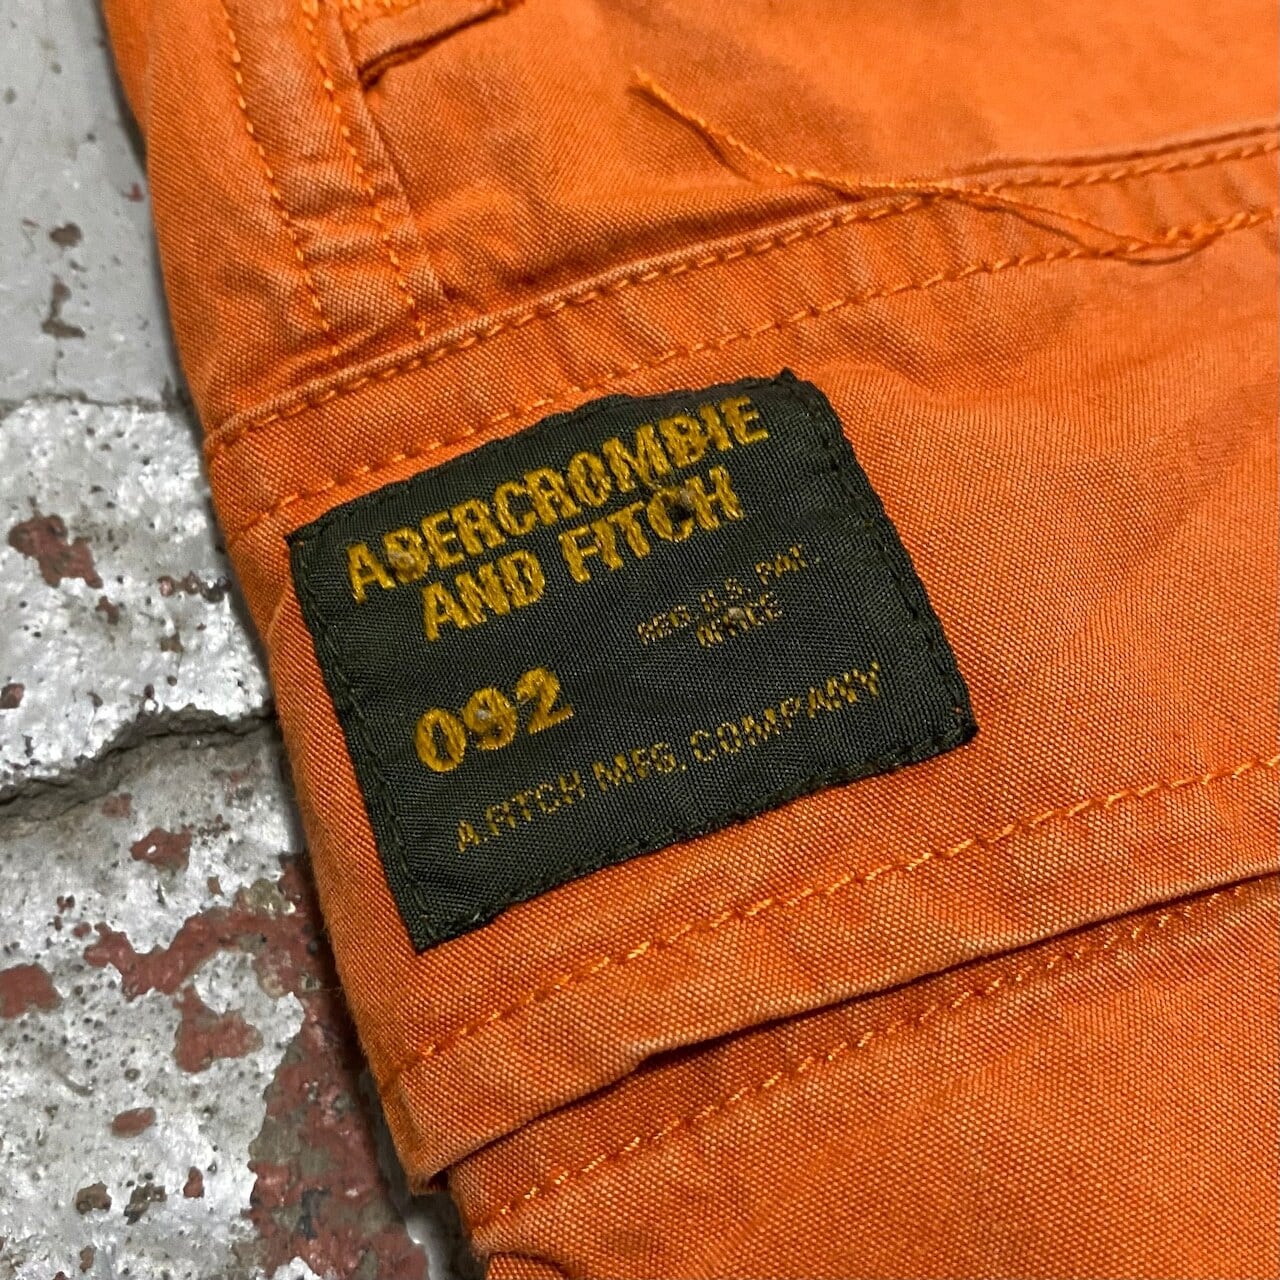 ABERCROMBIE
AND FITCH
REG. U.S. PAT.
OFFICE
092
A.FITCH MFG. COMPANY